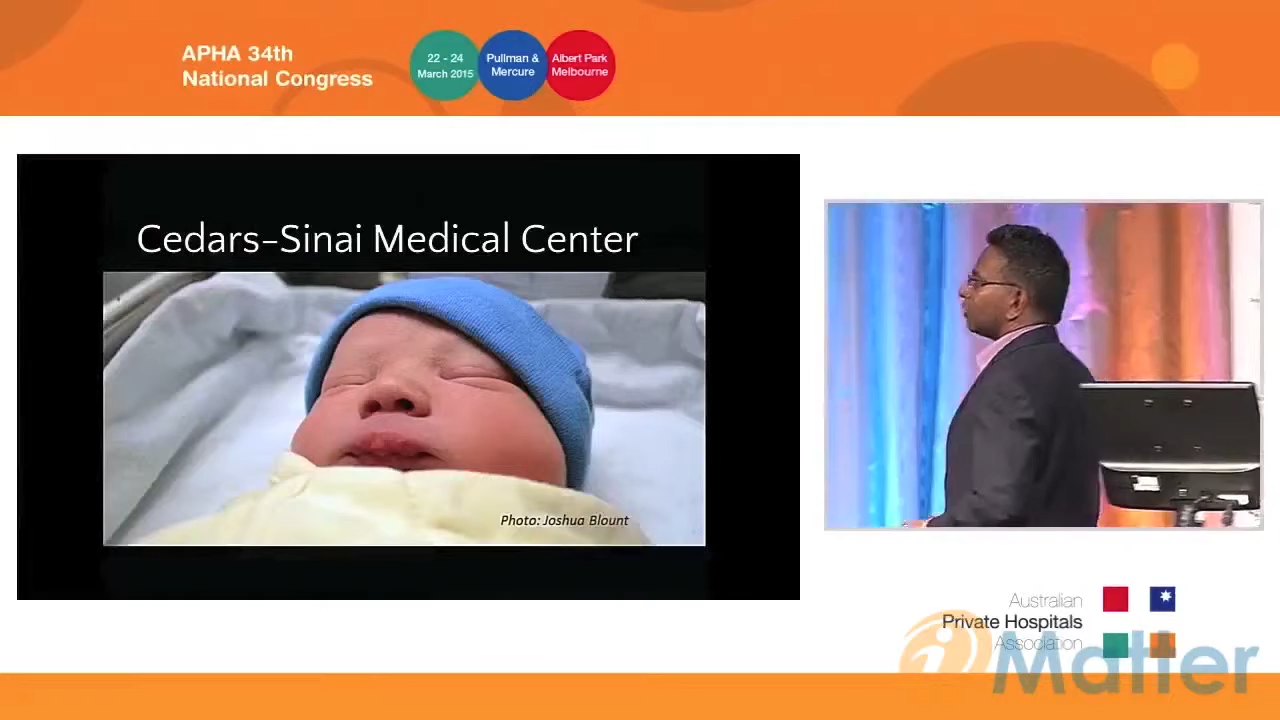 APHA 34th
National Congress
22 - 24
March 2015
Pullman &
Mercure
Albert Park
Melbourne
Cedars-Sinai Medical Center
Photo: Joshua Blount
Australian
Private Hospitals
Association
iMatter